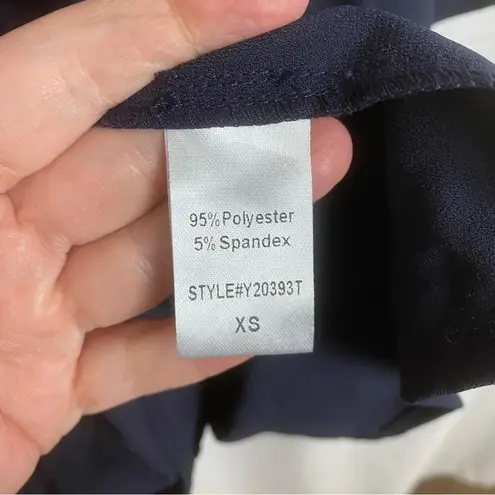 95% Polyester
5% Spandex
STYLE#Y20393T
XS